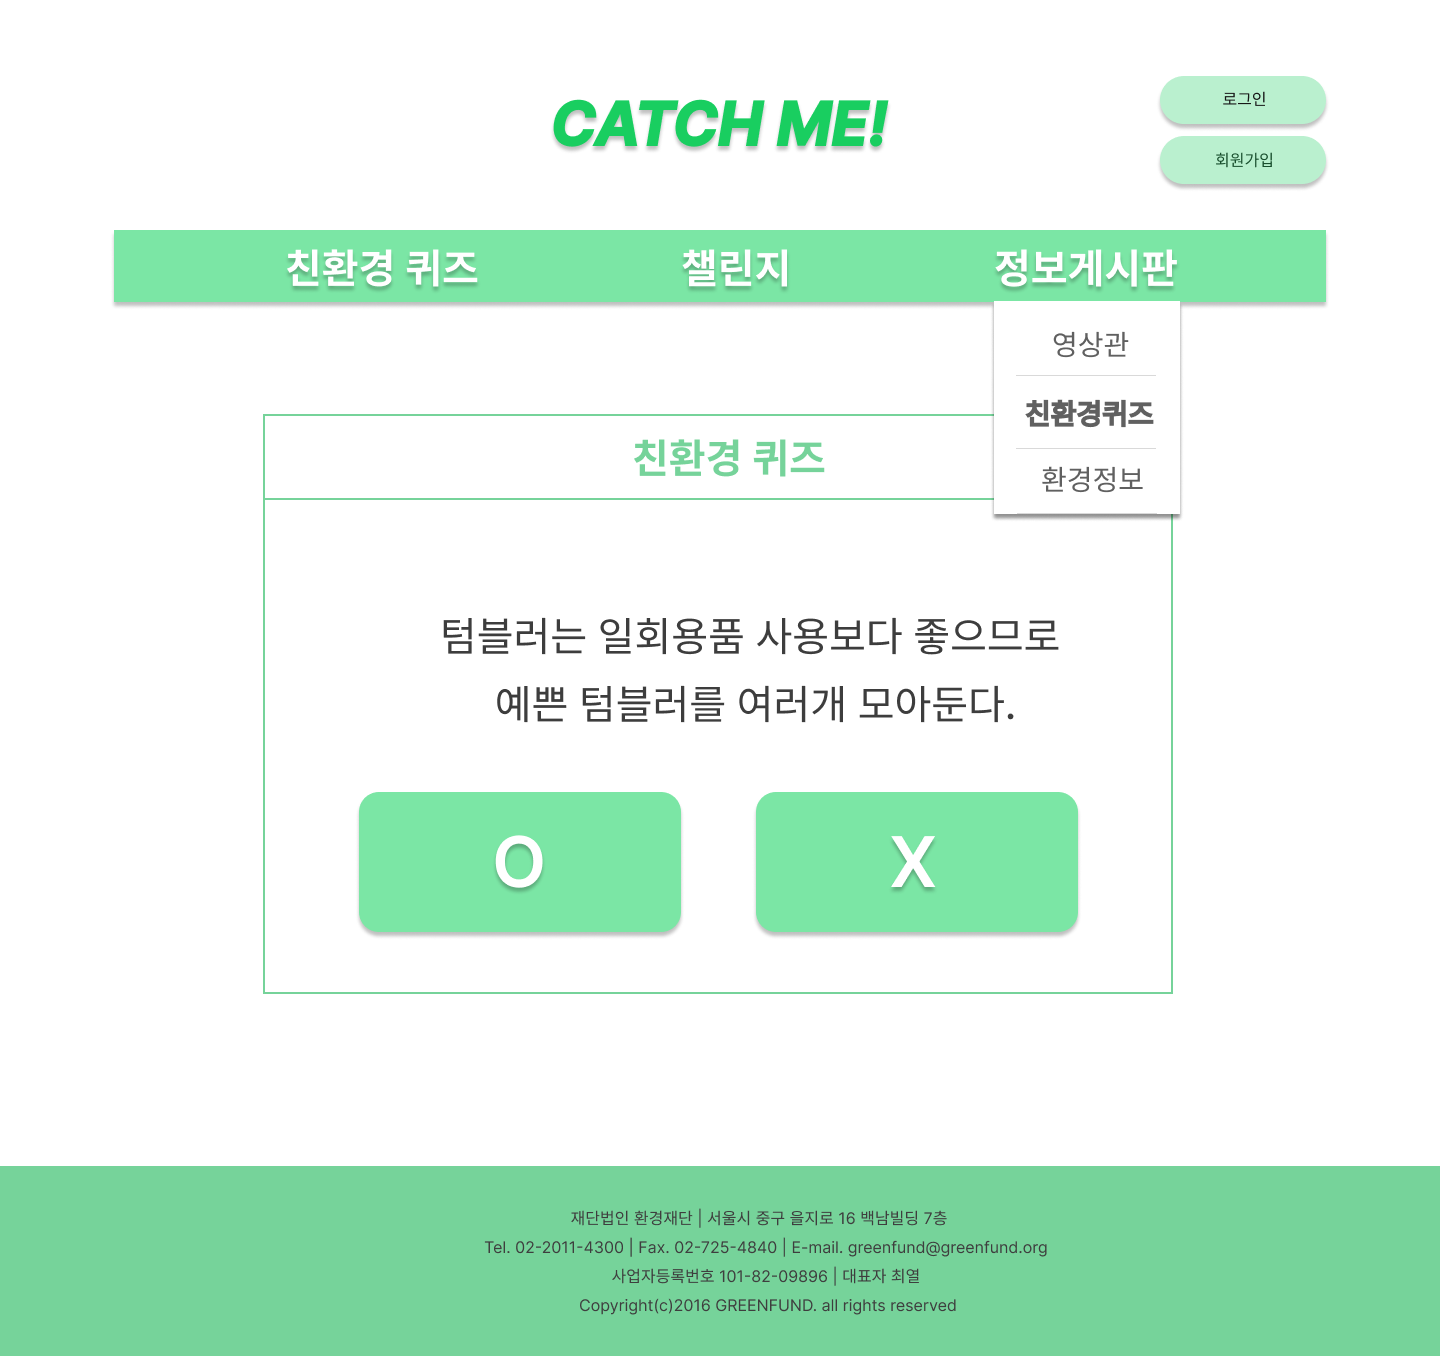 CATCH ME!
로그인
회원가입
친환경 퀴즈
챌린지
정보게시판
영상관
친환경퀴즈
환경정보
친환경 퀴즈
텀블러는 일회용품 사용보다 좋으므로
예쁜 텀블러를 여러개 모아둔다.
O
X
재단법인 환경재단 | 서울시 중구 을지로 16 백남빌딩 7층
Tel. 02-2011-4300 | Fax. 02-725-4840 | E-mail. greenfund@greenfund.org
사업자등록번호 101-82-09896 | 대표자 최열
Copyright(c)2016 GREENFUND. all rights reserved